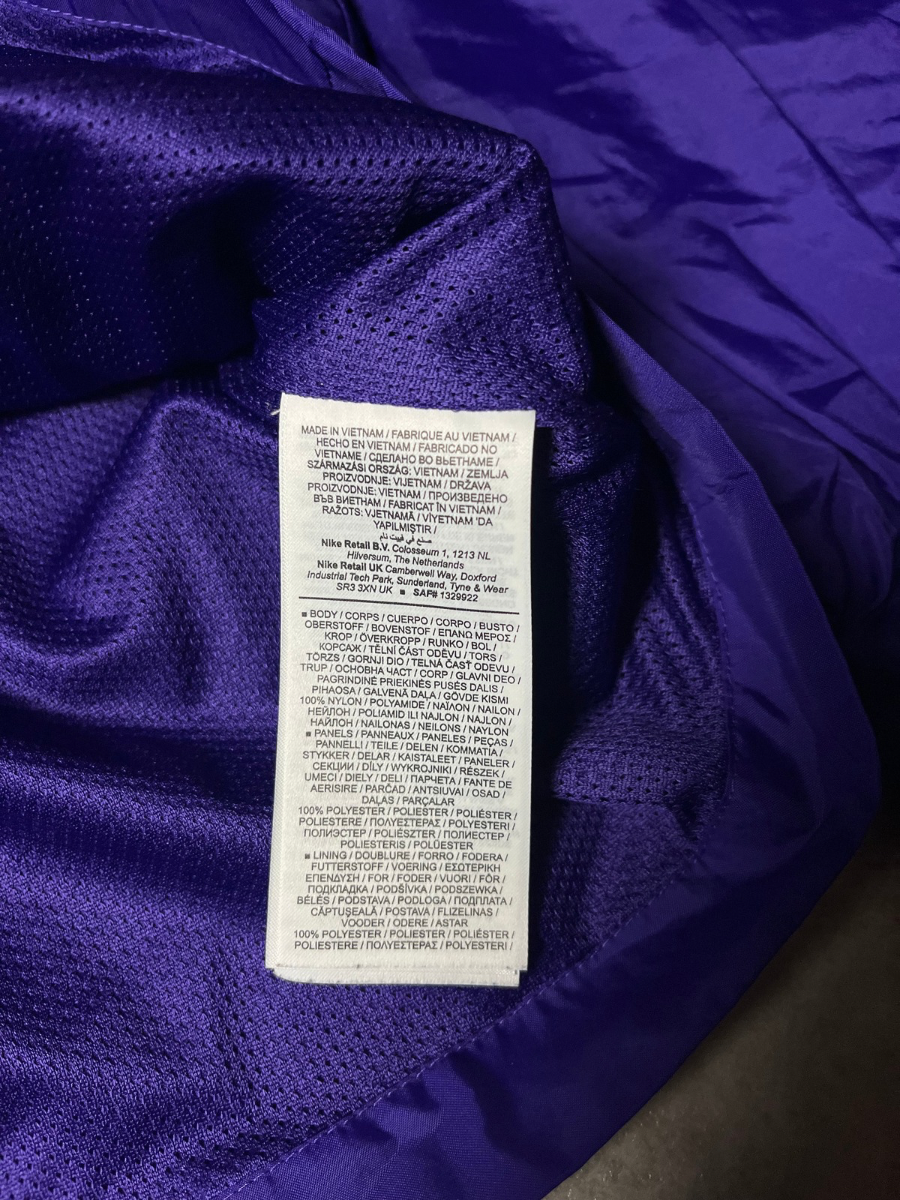 MADE IN VIETNAM / FABRIQUE AU VIETNAM /
HECHO EN VIETNAM / FABRICADO NO
VIETNAME / СДЕЛАНО ВО ВЬЕТНАМЕ /
SZÁRMAZÁSI ORSZÁG: VIETNAM / ZEMLJA
PROIZVODNJE: VIJETNAM / DRŽAVA
PROIZVODNJE: VIETNAM / ПРОИЗВЕДЕНО
ВЪВ ВИЕТНАМ / FABRICAT ÎN VIETNAM /
RAŽOTS: VJETNAMĀ / VİYETNAM 'DA
YAPILMIŞTIR /
صنع في فييت نام
Nike Retail B.V. Colosseum 1, 1213 NL
Hilversum, The Netherlands
Nike Retail UK Camberwell Way, Doxford
Industrial Tech Park, Sunderland, Tyne & Wear
SR3 3XN UK ■ SAF# 1329922
■ BODY / CORPS / CUERPO / CORPO / BUSTO /
OBERSTOFF / BOVENSTOF / ΕΠΑΝΩ ΜΕΡΟΣ /
KROP / ÖVERKROPP / RUNKO / BOL /
КОРСАЖ / TĚLNÍ ČÁST ODĚVU / TORS /
TÖRZS / GORNJI DIO / TELNÁ ČASŤ ODEVU /
TRUP / ОСНОВНА ЧАСТ / CORP / GLAVNI DEO /
PAGRINDINĖ PRIEKINĖS PUSĖS DALIS /
PIHAOSA / GALVENĀ DAĻA / GÖVDE KISMI
100% NYLON / POLYAMIDE / ΝΑΪΛΟΝ / NAILON /
НЕЙЛОН / POLIAMID ILI NAJLON / NAJLON /
НАЙЛОН / NAILONAS / NEILONS / NAYLON
■ PANELS / PANNEAUX / PANELES / PEÇAS /
PANNELLI / TEILE / DELEN / ΚΟΜΜΑΤΙΑ /
STYKKER / DELAR / KAISTALEET / PANELER /
СЕКЦИИ / DÍLY / WYKROJNIKI / RÉSZEK /
UMECI / DIELY / DELI / ПАРЧЕТА / FANTE DE
AERISIRE / PARČAD / ANTSIUVAI / OSAD /
DAĻAS / PARÇALAR
100% POLYESTER / POLIESTER / POLIÉSTER /
POLIESTERE / ΠΟΛΥΕΣΤΕΡΑΣ / POLYESTERI /
ПОЛИЭСТЕР / POLIÉSZTER / ПОЛИЕСТЕР /
POLIESTERIS / POLÜESTER
■ LINING / DOUBLURE / FORRO / FODERA /
FUTTERSTOFF / VOERING / ΕΣΩΤΕΡΙΚΗ
ΕΠΕΝΔΥΣΗ / FOR / FODER / VUORI / FÔR /
ПОДКЛАДКА / PODŠÍVKA / PODSZEWKA /
BÉLÉS / PODSTAVA / PODLOGA / ПОДПЛАТА /
CĂPTUȘEALĂ / POSTAVA / FLIZELINAS /
VOODER / ODERE / ASTAR
100% POLYESTER / POLIESTER / POLIÉSTER /
POLIESTERE / ΠΟΛΥΕΣΤΕΡΑΣ / POLYESTERI /